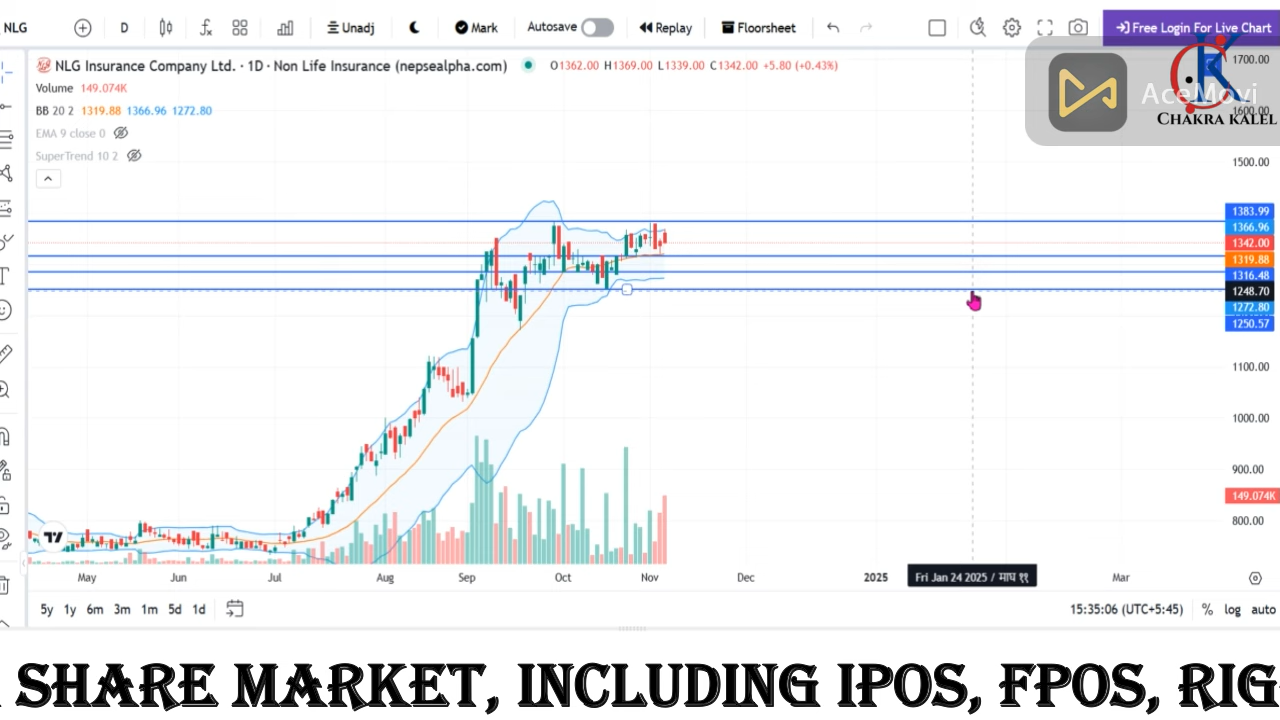 NLG D Unadj Mark Autosave Replay Floorsheet Free Login For Live Chart
NLG Insurance Company Ltd. · 1D · Non Life Insurance (nepsealpha.com) O1362.00 H1369.00 L1339.00 C1342.00 +5.80 (+0.43%)
Volume 149.074K
BB 20 2 1319.88 1366.96 1272.80
EMA 9 close 0
SuperTrend 10 2
AceMovi
CHAKRA KALEL
1700.00
1600.00
1500.00
1383.99
1366.96
1342.00
1319.88
1316.48
1248.70
1272.80
1250.57
1100.00
1000.00
900.00
149.074K
800.00
May Jun Jul Aug Sep Oct Nov Dec 2025 Fri Jan 24 2025 / माघ ११ Mar
5y 1y 6m 3m 1m 5d 1d 15:35:06 (UTC+5:45) % log auto
SHARE MARKET, INCLUDING IPOS, FPOS, RIG